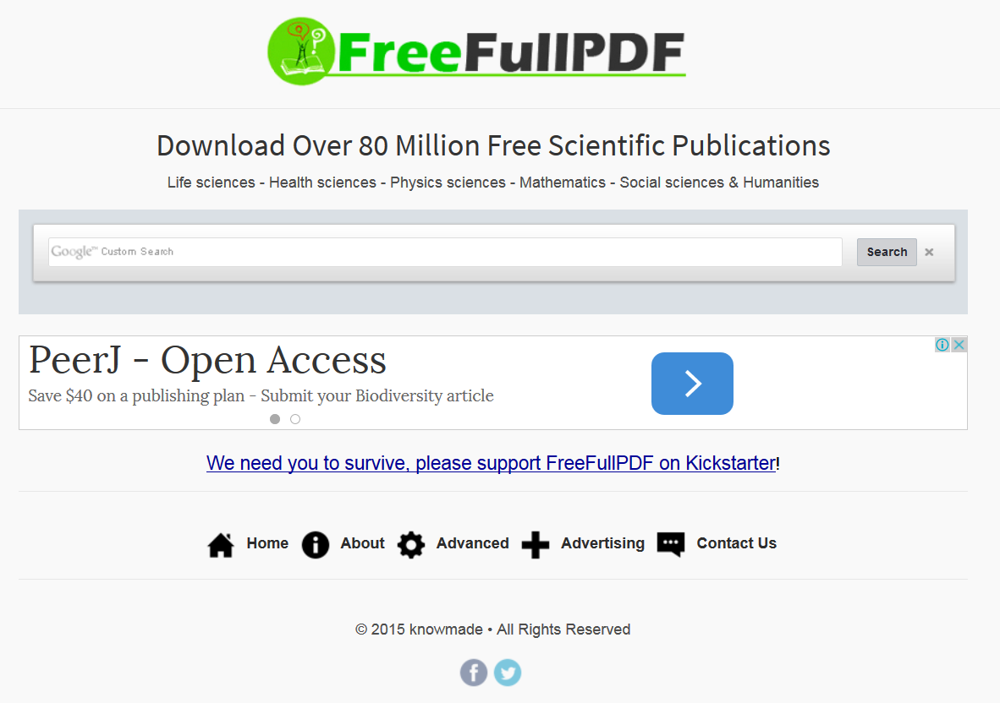 FreeFullPDF
Download Over 80 Million Free Scientific Publications
Life sciences - Health sciences - Physics sciences - Mathematics - Social sciences & Humanities
Google™ Custom Search
Search
PeerJ - Open Access
Save $40 on a publishing plan - Submit your Biodiversity article
We need you to survive, please support FreeFullPDF on Kickstarter!
Home About Advanced Advertising Contact Us
© 2015 knowmade • All Rights Reserved